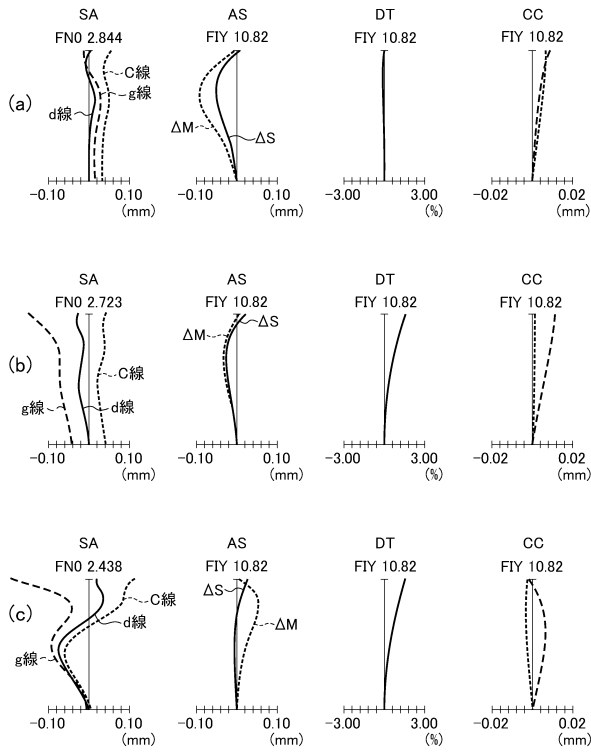 SA AS DT CC
FNO 2.844 FIY 10.82 FIY 10.82 FIY 10.82
(a) C線 g線 d線 ΔM ΔS
-0.10 0.10 -0.10 0.10 -3.00 3.00 -0.02 0.02
(mm) (mm) (%) (mm)
SA AS DT CC
FNO 2.723 FIY 10.82 FIY 10.82 FIY 10.82
(b) g線 d線 C線 ΔM ΔS
-0.10 0.10 -0.10 0.10 -3.00 3.00 -0.02 0.02
(mm) (mm) (%) (mm)
SA AS DT CC
FNO 2.438 FIY 10.82 FIY 10.82 FIY 10.82
(c) g線 C線 d線 ΔS ΔM
-0.10 0.10 -0.10 0.10 -3.00 3.00 -0.02 0.02
(mm) (mm) (%) (mm)